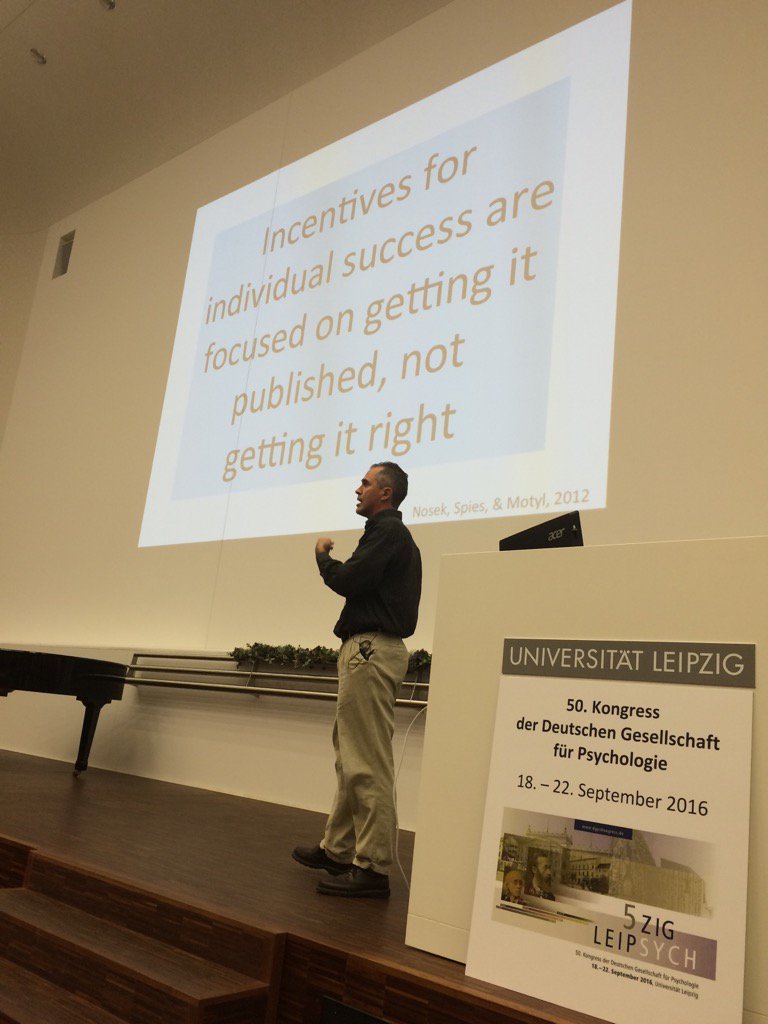 Incentives for
individual success are
focused on getting it
published, not
getting it right
Nosek, Spies, & Motyl, 2012
acer
UNIVERSITÄT LEIPZIG
50. Kongress
der Deutschen Gesellschaft
für Psychologie
18. – 22. September 2016
www.dgpskongress.de
5ZIG
LEIPSYCH
50. Kongress der Deutschen Gesellschaft für Psychologie
18. – 22. September 2016, Universität Leipzig